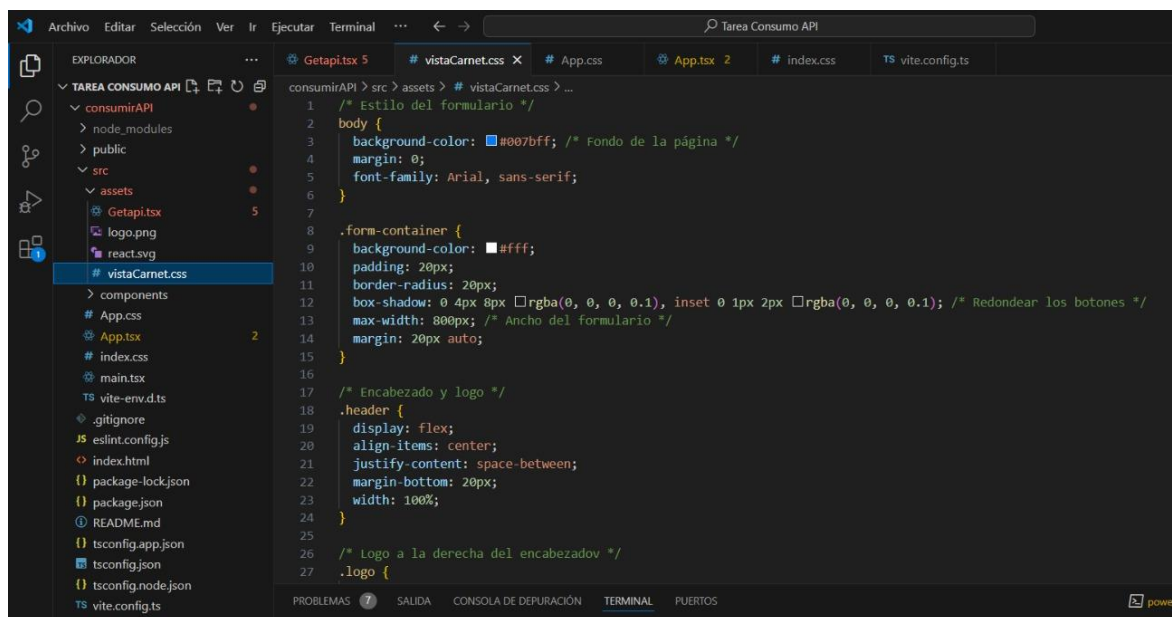 Archivo Editar Selección Ver Ir Ejecutar Terminal ··· Tarea Consumo API
EXPLORADOR ···
TAREA CONSUMO API
consumirAPI
node_modules
public
src
assets
Getapi.tsx 5
logo.png
react.svg
# vistaCarnet.css
components
# App.css
App.tsx 2
# index.css
main.tsx
TS vite-env.d.ts
.gitignore
JS eslint.config.js
<> index.html
{} package-lock.json
{} package.json
README.md
{} tsconfig.app.json
tsconfig.json
{} tsconfig.node.json
TS vite.config.ts
1
Getapi.tsx 5 # vistaCarnet.css # App.css App.tsx 2 # index.css TS vite.config.ts
consumirAPI > src > assets > # vistaCarnet.css > ...
1 /* Estilo del formulario */
2 body {
3 background-color: #007bff; /* Fondo de la página */
4 margin: 0;
5 font-family: Arial, sans-serif;
6 }
7
8 .form-container {
9 background-color: #fff;
10 padding: 20px;
11 border-radius: 20px;
12 box-shadow: 0 4px 8px rgba(0, 0, 0, 0.1), inset 0 1px 2px rgba(0, 0, 0, 0.1); /* Redondear los botones */
13 max-width: 800px; /* Ancho del formulario */
14 margin: 20px auto;
15 }
16
17 /* Encabezado y logo */
18 .header {
19 display: flex;
20 align-items: center;
21 justify-content: space-between;
22 margin-bottom: 20px;
23 width: 100%;
24 }
25
26 /* Logo a la derecha del encabezadov */
27 .logo {
PROBLEMAS 7 SALIDA CONSOLA DE DEPURACIÓN TERMINAL PUERTOS powe